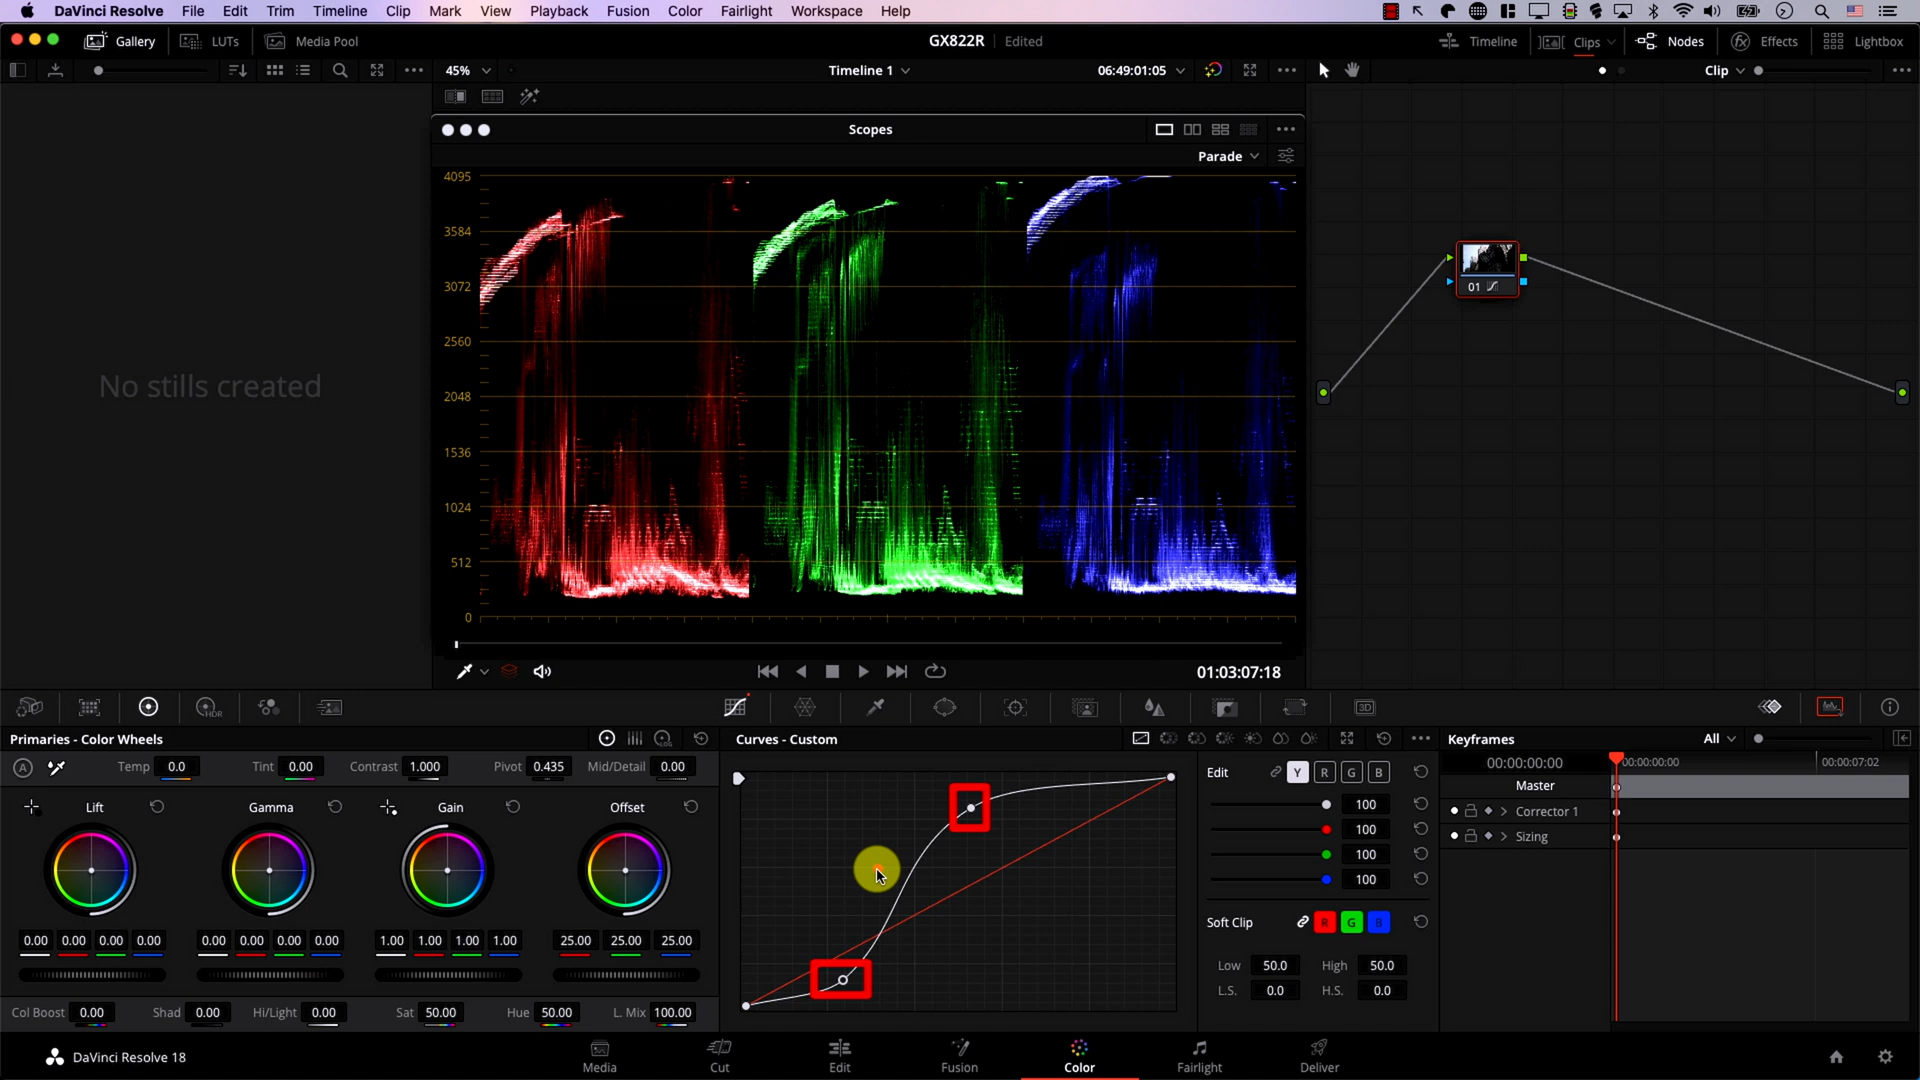 DaVinci Resolve File Edit Trim Timeline Clip Mark View Playback Fusion Color Fairlight Workspace Help
Gallery LUTs Media Pool GX822R Edited Timeline Clips Nodes Effects Lightbox
45% Timeline 1 06:49:01:05 Clip
Scopes
Parade
4095
3584
3072
2560
2048
1536
1024
512
0
No stills created
01
01:03:07:18
HDR
3D
Primaries - Color Wheels
Temp 0.0 Tint 0.00 Contrast 1.000 Pivot 0.435 Mid/Detail 0.00
Lift Gamma Gain Offset
0.00 0.00 0.00 0.00 0.00 0.00 0.00 0.00 1.00 1.00 1.00 1.00 25.00 25.00 25.00
Col Boost 0.00 Shad 0.00 Hi/Light 0.00 Sat 50.00 Hue 50.00 L. Mix 100.00
Curves - Custom
Edit Y R G B
100
100
100
100
Soft Clip R G B
Low 50.0 High 50.0
L.S. 0.0 H.S. 0.0
Keyframes All
00:00:00:00 00:00:00:00 00:00:07:02
Master
Corrector 1
Sizing
DaVinci Resolve 18
Media Cut Edit Fusion Color Fairlight Deliver